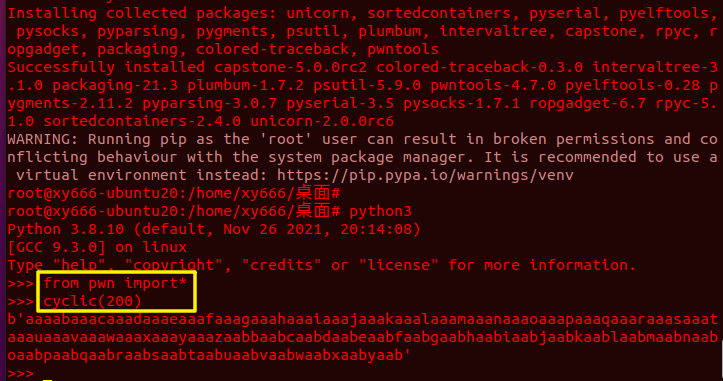 Installing collected packages: unicorn, sortedcontainers, pyserial, pyelftools,
 pysocks, pyparsing, pygments, psutil, plumbum, intervaltree, capstone, rpyc, r
opgadget, packaging, colored-traceback, pwntools
Successfully installed capstone-5.0.0rc2 colored-traceback-0.3.0 intervaltree-3
.1.0 packaging-21.3 plumbum-1.7.2 psutil-5.9.0 pwntools-4.7.0 pyelftools-0.28 p
ygments-2.11.2 pyparsing-3.0.7 pyserial-3.5 pysocks-1.7.1 ropgadget-6.7 rpyc-5.
1.0 sortedcontainers-2.4.0 unicorn-2.0.0rc6
WARNING: Running pip as the 'root' user can result in broken permissions and co
nflicting behaviour with the system package manager. It is recommended to use a
 virtual environment instead: https://pip.pypa.io/warnings/venv
root@xy666-ubuntu20:/home/xy666/桌面#
root@xy666-ubuntu20:/home/xy666/桌面# python3
Python 3.8.10 (default, Nov 26 2021, 20:14:08)
[GCC 9.3.0] on linux
Type "help", "copyright", "credits" or "license" for more information.
>>> from pwn import*
>>> cyclic(200)
b'aaaabaaacaaadaaaeaaafaaagaaahaaaiaaajaaakaaalaaamaaanaaaoaaapaaaqaaaraaasaaat
aaauaaavaaawaaaxaaayaaazaabbaabcaabdaabeaabfaabgaabhaabiaabjaabkaablaabmaabnaab
oaabpaabqaabraabsaabtaabuaabvaabwaabxaabyaab'
>>>